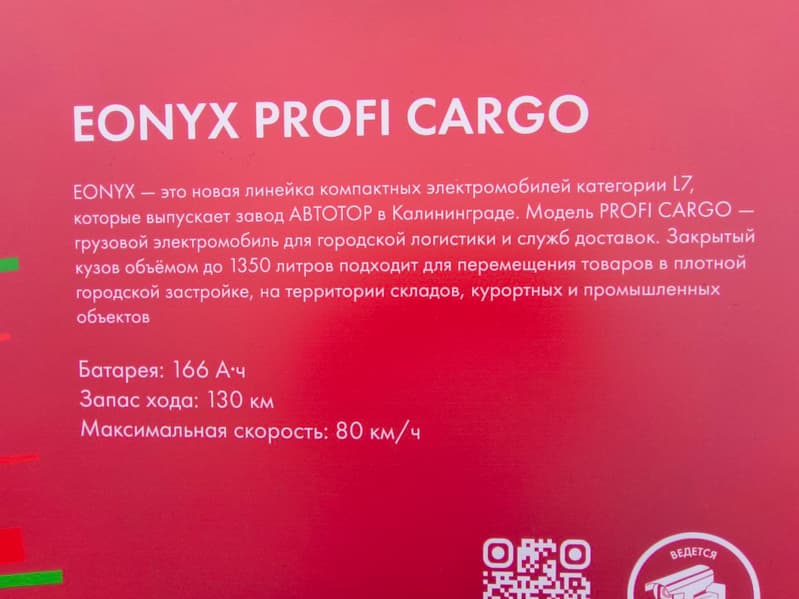 EONYX PROFI CARGO
EONYX — это новая линейка компактных электромобилей категории L7,
которые выпускает завод АВТОТОР в Калининграде. Модель PROFI CARGO —
грузовой электромобиль для городской логистики и служб доставок. Закрытый
кузов объёмом до 1350 литров подходит для перемещения товаров в плотной
городской застройке, на территории складов, курортных и промышленных
объектов
Батарея: 166 А·ч
Запас хода: 130 км
Максимальная скорость: 80 км/ч
ВЕДЕТСЯ